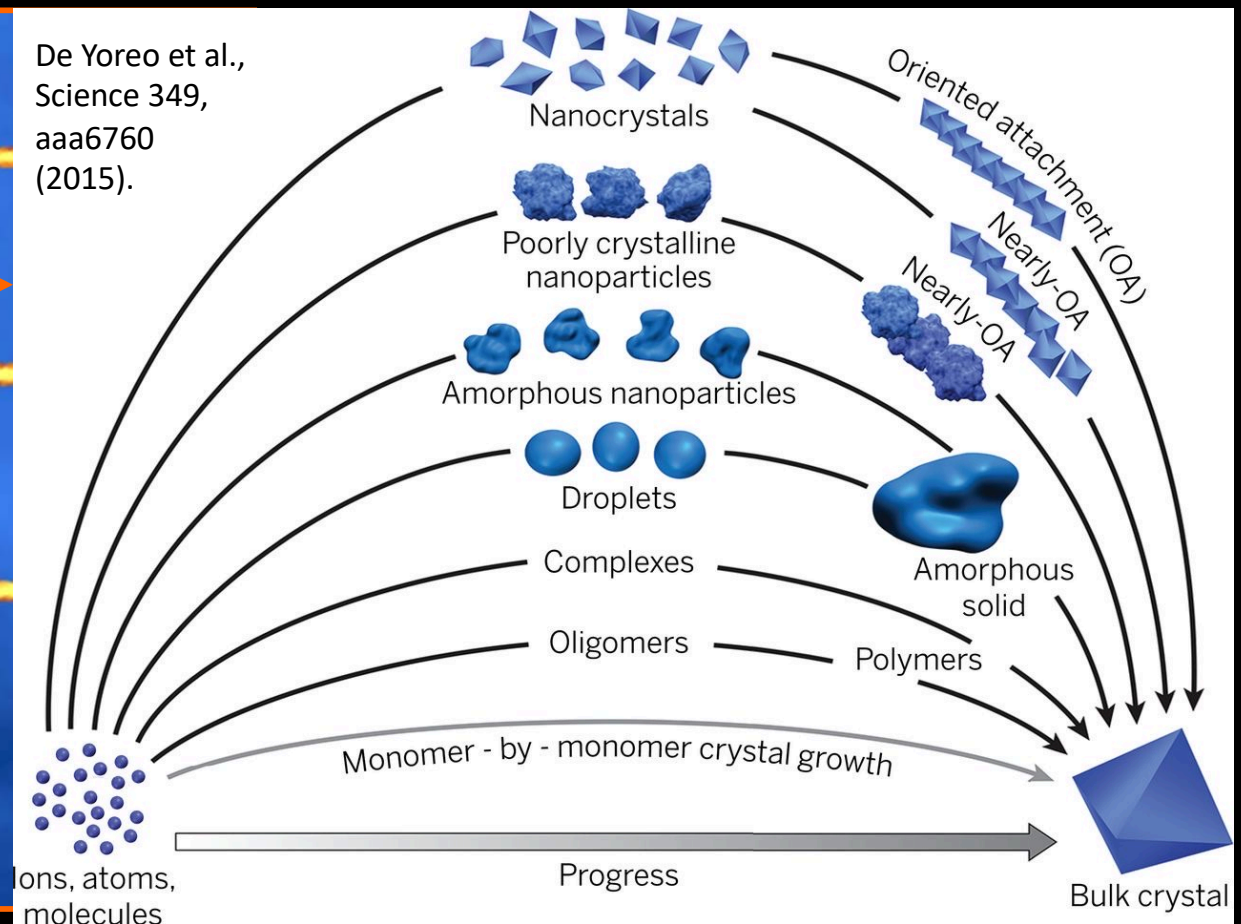 De Yoreo et al.,
Science 349,
aaa6760
(2015).
Nanocrystals
Oriented attachment (OA)
Poorly crystalline
nanoparticles
Nearly-OA
Nearly-OA
Amorphous nanoparticles
Droplets
Complexes
Amorphous
solid
Oligomers
Polymers
Monomer - by - monomer crystal growth
Progress
Ions, atoms,
molecules
Bulk crystal